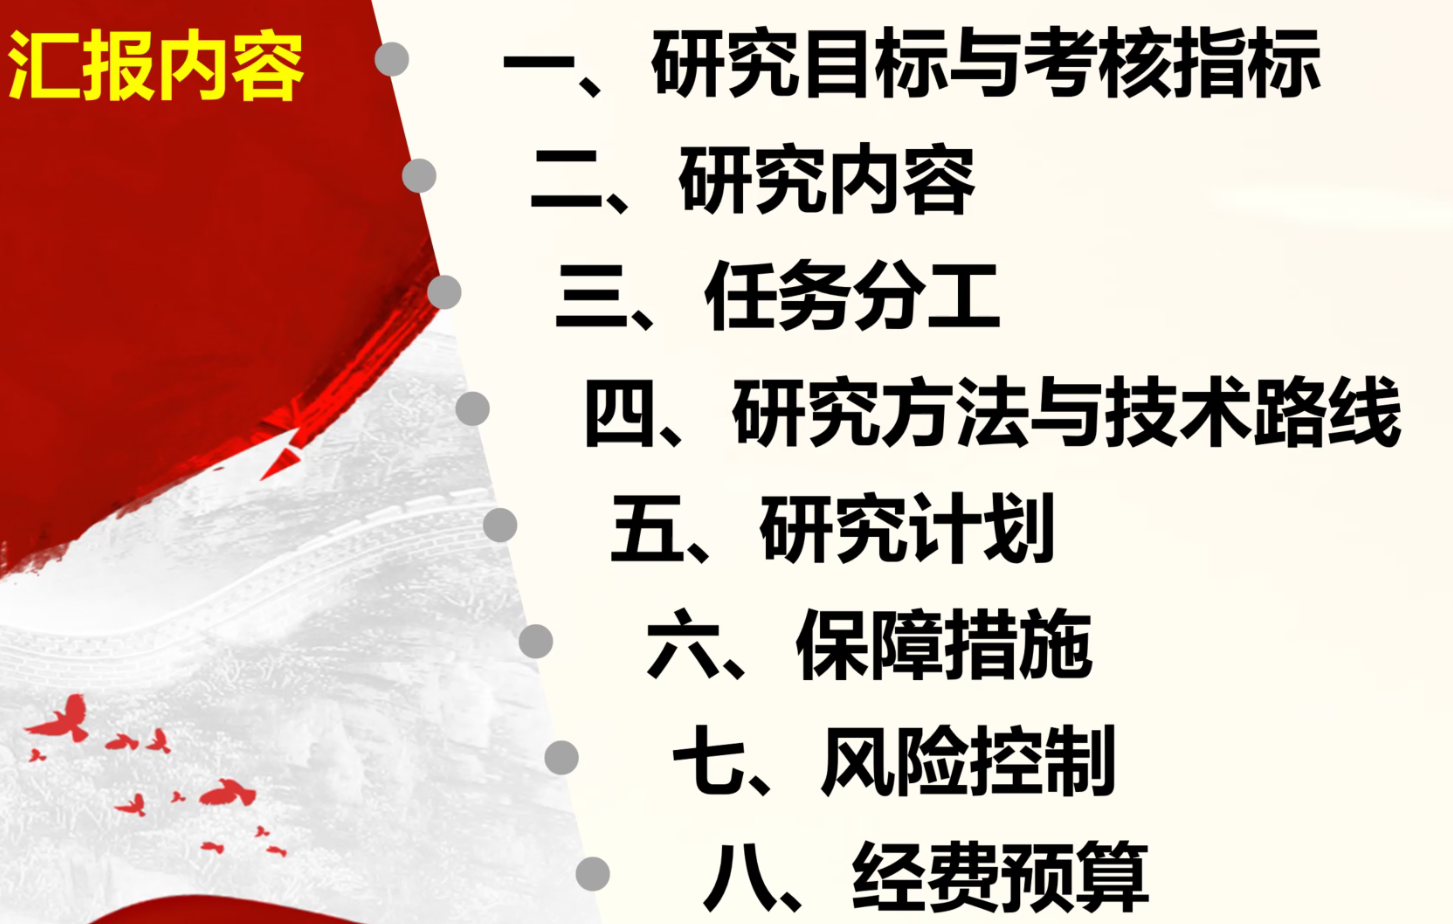 汇报内容
一、研究目标与考核指标
二、研究内容
三、任务分工
四、研究方法与技术路线
五、研究计划
六、保障措施
七、风险控制
八、经费预算